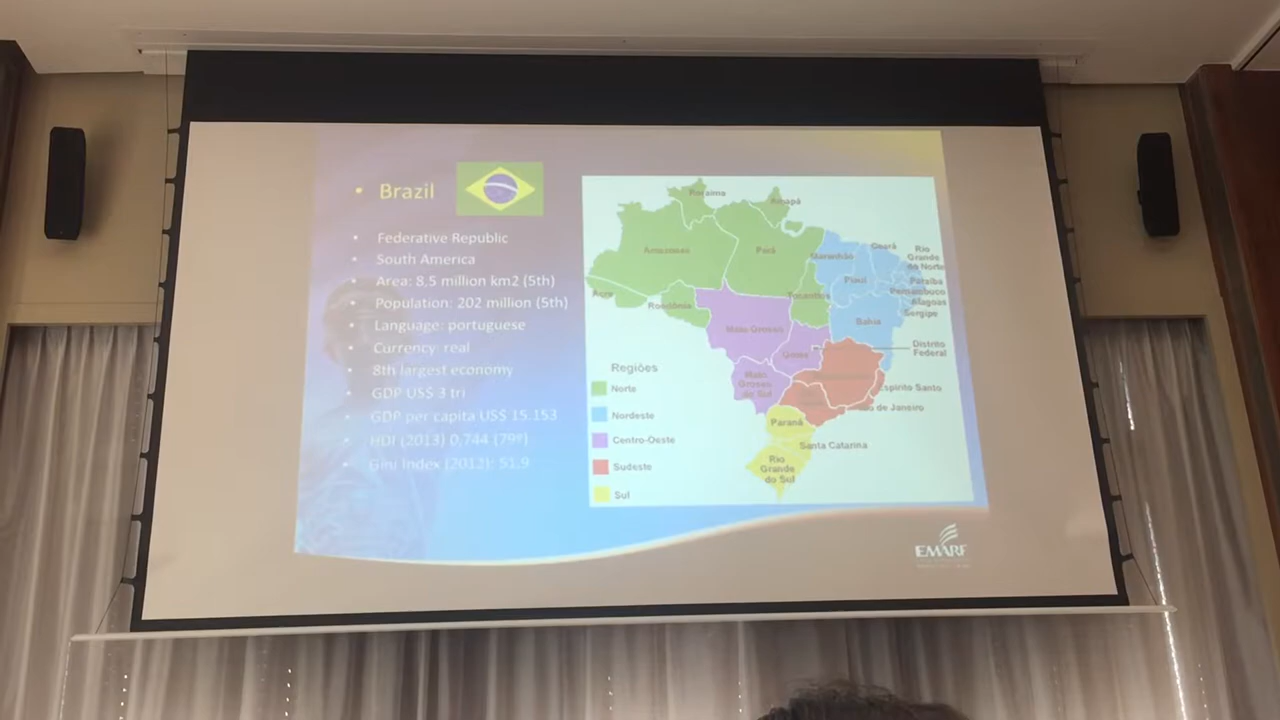 • Brazil
• Federative Republic
• South America
• Area: 8,5 million km2 (5th)
• Population: 202 million (5th)
• Language: portuguese
• Currency: real
• 8th largest economy
• GDP US$ 3 tri
• GDP per capita US$ 15.153
• HDI (2013) 0,744 (79º)
• Gini Index (2012): 51,9
Roraima
Amapá
Amazonas
Pará
Maranhão
Ceará
Rio
Grande
do Norte
Piauí
Paraíba
Pernambuco
Alagoas
Sergipe
Acre
Rondônia
Tocantins
Mato Grosso
Bahia
Goiás
Distrito
Federal
Mato
Grosso
do Sul
Espírito Santo
de Janeiro
Paraná
Santa Catarina
Rio
Grande
do Sul
Regiões
Norte
Nordeste
Centro-Oeste
Sudeste
Sul
EMARF